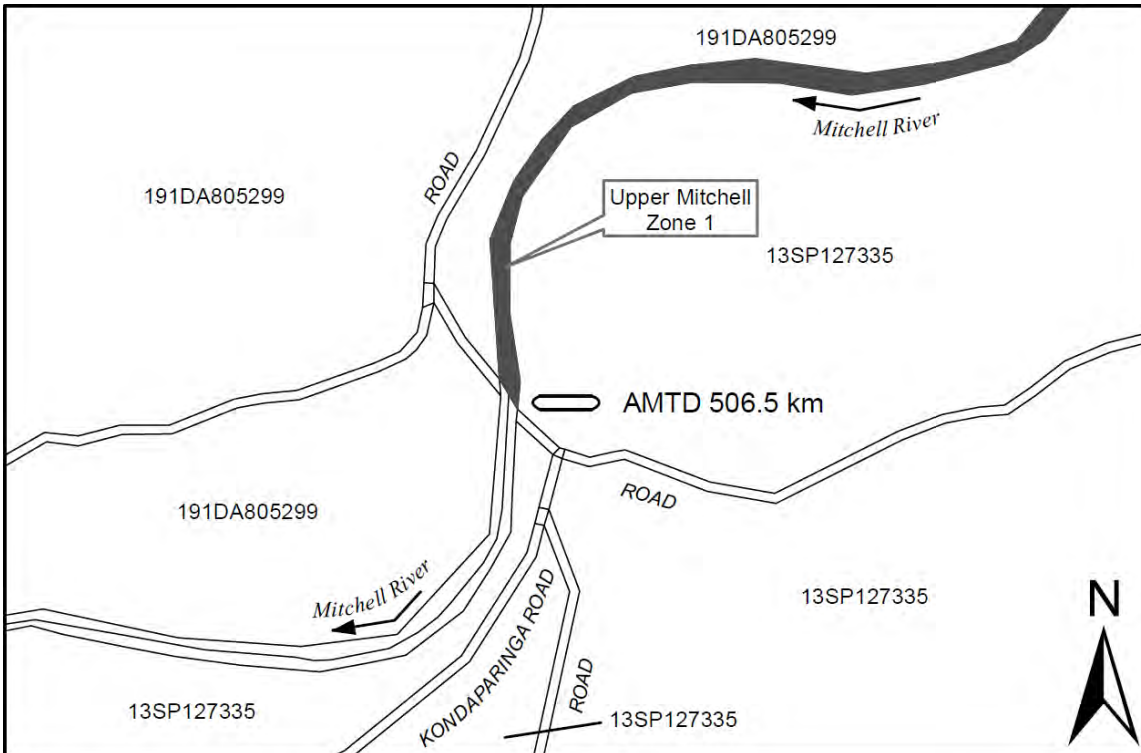 191DA805299
Mitchell River
ROAD
191DA805299
Upper Mitchell
Zone 1
13SP127335
AMTD 506.5 km
ROAD
191DA805299
Mitchell River
KONDAPARINGA ROAD
ROAD
13SP127335
N
13SP127335
13SP127335